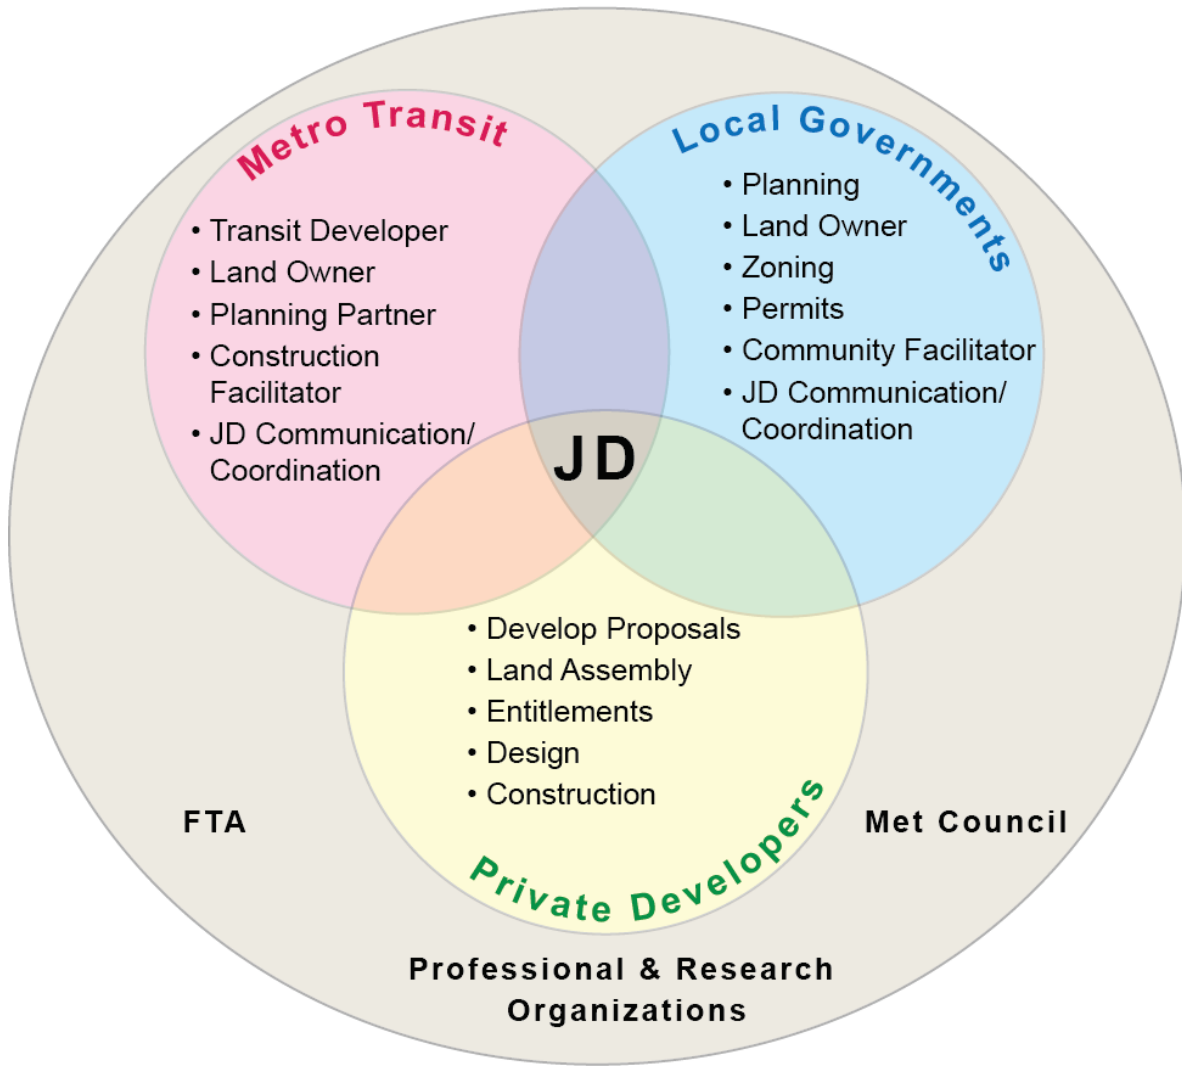 Metro Transit
• Transit Developer
• Land Owner
• Planning Partner
• Construction
Facilitator
• JD Communication/
Coordination
Local Governments
• Planning
• Land Owner
• Zoning
• Permits
• Community Facilitator
• JD Communication/
Coordination
JD
• Develop Proposals
• Land Assembly
• Entitlements
• Design
• Construction
Private Developers
FTA
Met Council
Professional & Research
Organizations